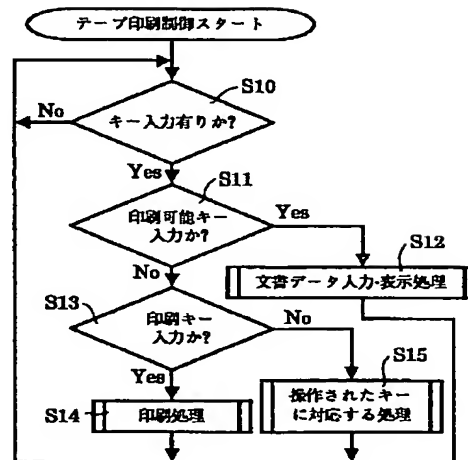 テープ印刷制御スタート
S10
No
キー入力有りか?
Yes
S11
印刷可能キー
入力か?
Yes
S12
No
文書データ入力・表示処理
S13
印刷キー
入力か?
No
S15
Yes
操作されたキー
に対応する処理
S14
印刷処理